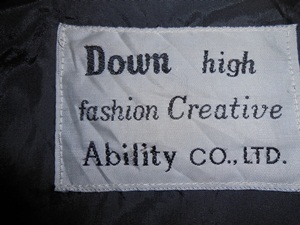 Down high
fashion Creative
Ability CO., LTD.